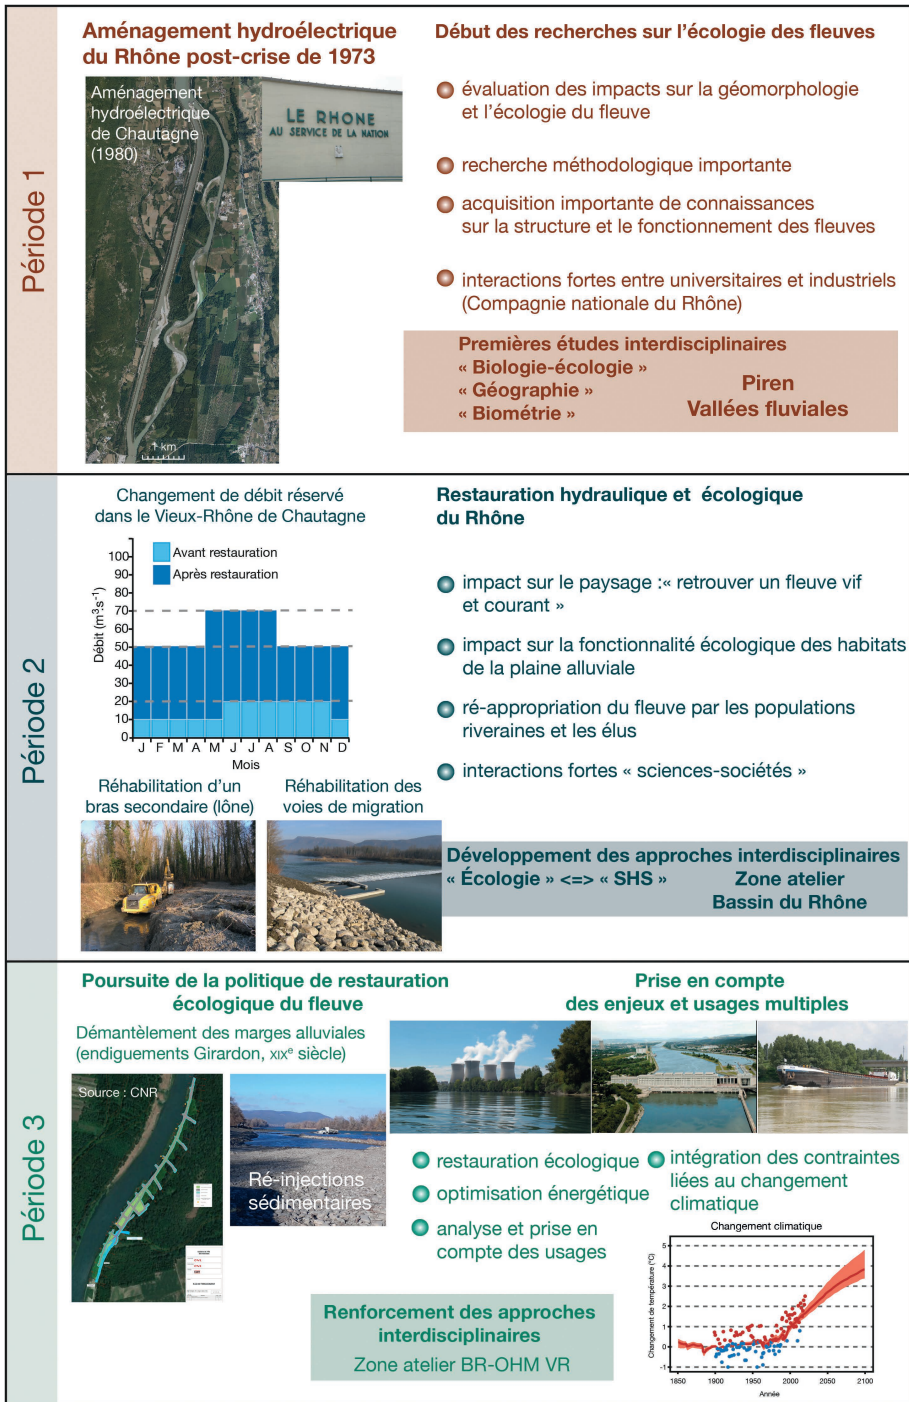 Période 1
Aménagement hydroélectrique
du Rhône post-crise de 1973
Aménagement
hydroélectrique
de Chautagne
(1980)
LE RHONE
AU SERVICE DE LA NATION
1 km
Début des recherches sur l'écologie des fleuves
évaluation des impacts sur la géomorphologie
et l'écologie du fleuve
recherche méthodologique importante
acquisition importante de connaissances
sur la structure et le fonctionnement des fleuves
interactions fortes entre universitaires et industriels
(Compagnie nationale du Rhône)
Premières études interdisciplinaires
« Biologie-écologie »
« Géographie »
« Biométrie »
Piren
Vallées fluviales
Période 2
Changement de débit réservé
dans le Vieux-Rhône de Chautagne
Avant restauration
Après restauration
Débit (m³.s⁻¹)
100
90
80
70
60
50
40
30
20
10
0
J F M A M J J A S O N D
Mois
Réhabilitation d'un
bras secondaire (lône)
Réhabilitation des
voies de migration
Restauration hydraulique et écologique
du Rhône
impact sur le paysage :« retrouver un fleuve vif
et courant »
impact sur la fonctionnalité écologique des habitats
de la plaine alluviale
ré-appropriation du fleuve par les populations
riveraines et les élus
interactions fortes « sciences-sociétés »
Développement des approches interdisciplinaires
« Écologie » <=> « SHS »
Zone atelier
Bassin du Rhône
Période 3
Poursuite de la politique de restauration
écologique du fleuve
Démantèlement des marges alluviales
(endiguements Girardon, XIXe siècle)
Source : CNR
Ré-injections
sédimentaires
Prise en compte
des enjeux et usages multiples
restauration écologique
optimisation énergétique
analyse et prise en
compte des usages
intégration des contraintes
liées au changement
climatique
Changement climatique
Changement de température (°C)
5
4
3
2
1
0
-1
1850 1900 1950 2000 2050 2100
Année
Renforcement des approches
interdisciplinaires
Zone atelier BR-OHM VR